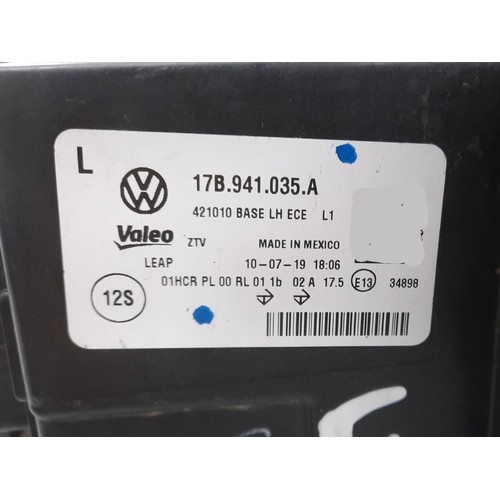 L
VW
17B.941.035.A
421010 BASE LH ECE L1
Valeo ZTV MADE IN MEXICO
LEAP 10-07-19 18:06
01HCR PL 00 RL 01 1b 02 A 17.5 E13 34898
12S